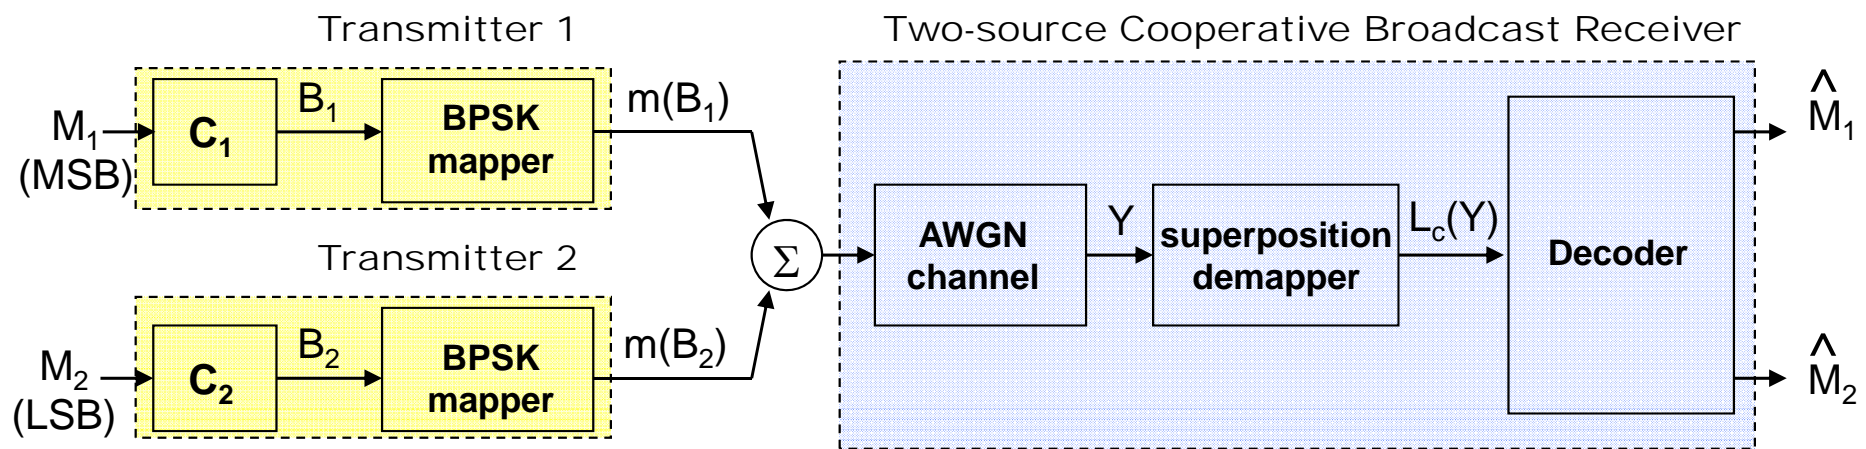 Transmitter 1
Two-source Cooperative Broadcast Receiver
M₁
(MSB)
C₁
B₁
BPSK
mapper
m(B₁)
Transmitter 2
M₂
(LSB)
C₂
B₂
BPSK
mapper
m(B₂)
Σ
AWGN
channel
Y
superposition
demapper
L_c(Y)
Decoder
M̂₁
M̂₂